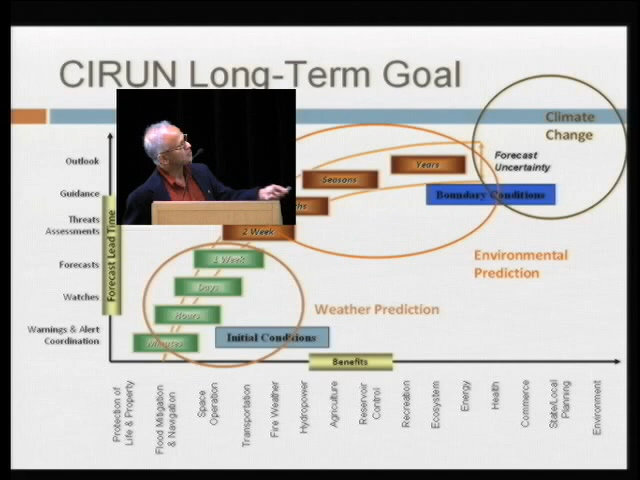 CIRUN Long-Term Goal
Climate
Change
Outlook
Guidance
Threats
Assessments
Forecasts
Watches
Warnings & Alert
Coordination
Forecast Lead Time
Years
Seasons
2 Week
1 Week
Days
Hours
Minutes
Forecast
Uncertainty
Boundary Conditions
Environmental
Prediction
Weather Prediction
Initial Conditions
Benefits
Protection of
Life & Property
Flood Mitigation
& Navigation
Space
Operation
Transportation
Fire Weather
Hydropower
Agriculture
Reservoir
Control
Recreation
Ecosystem
Energy
Health
Commerce
State/Local
Planning
Environment